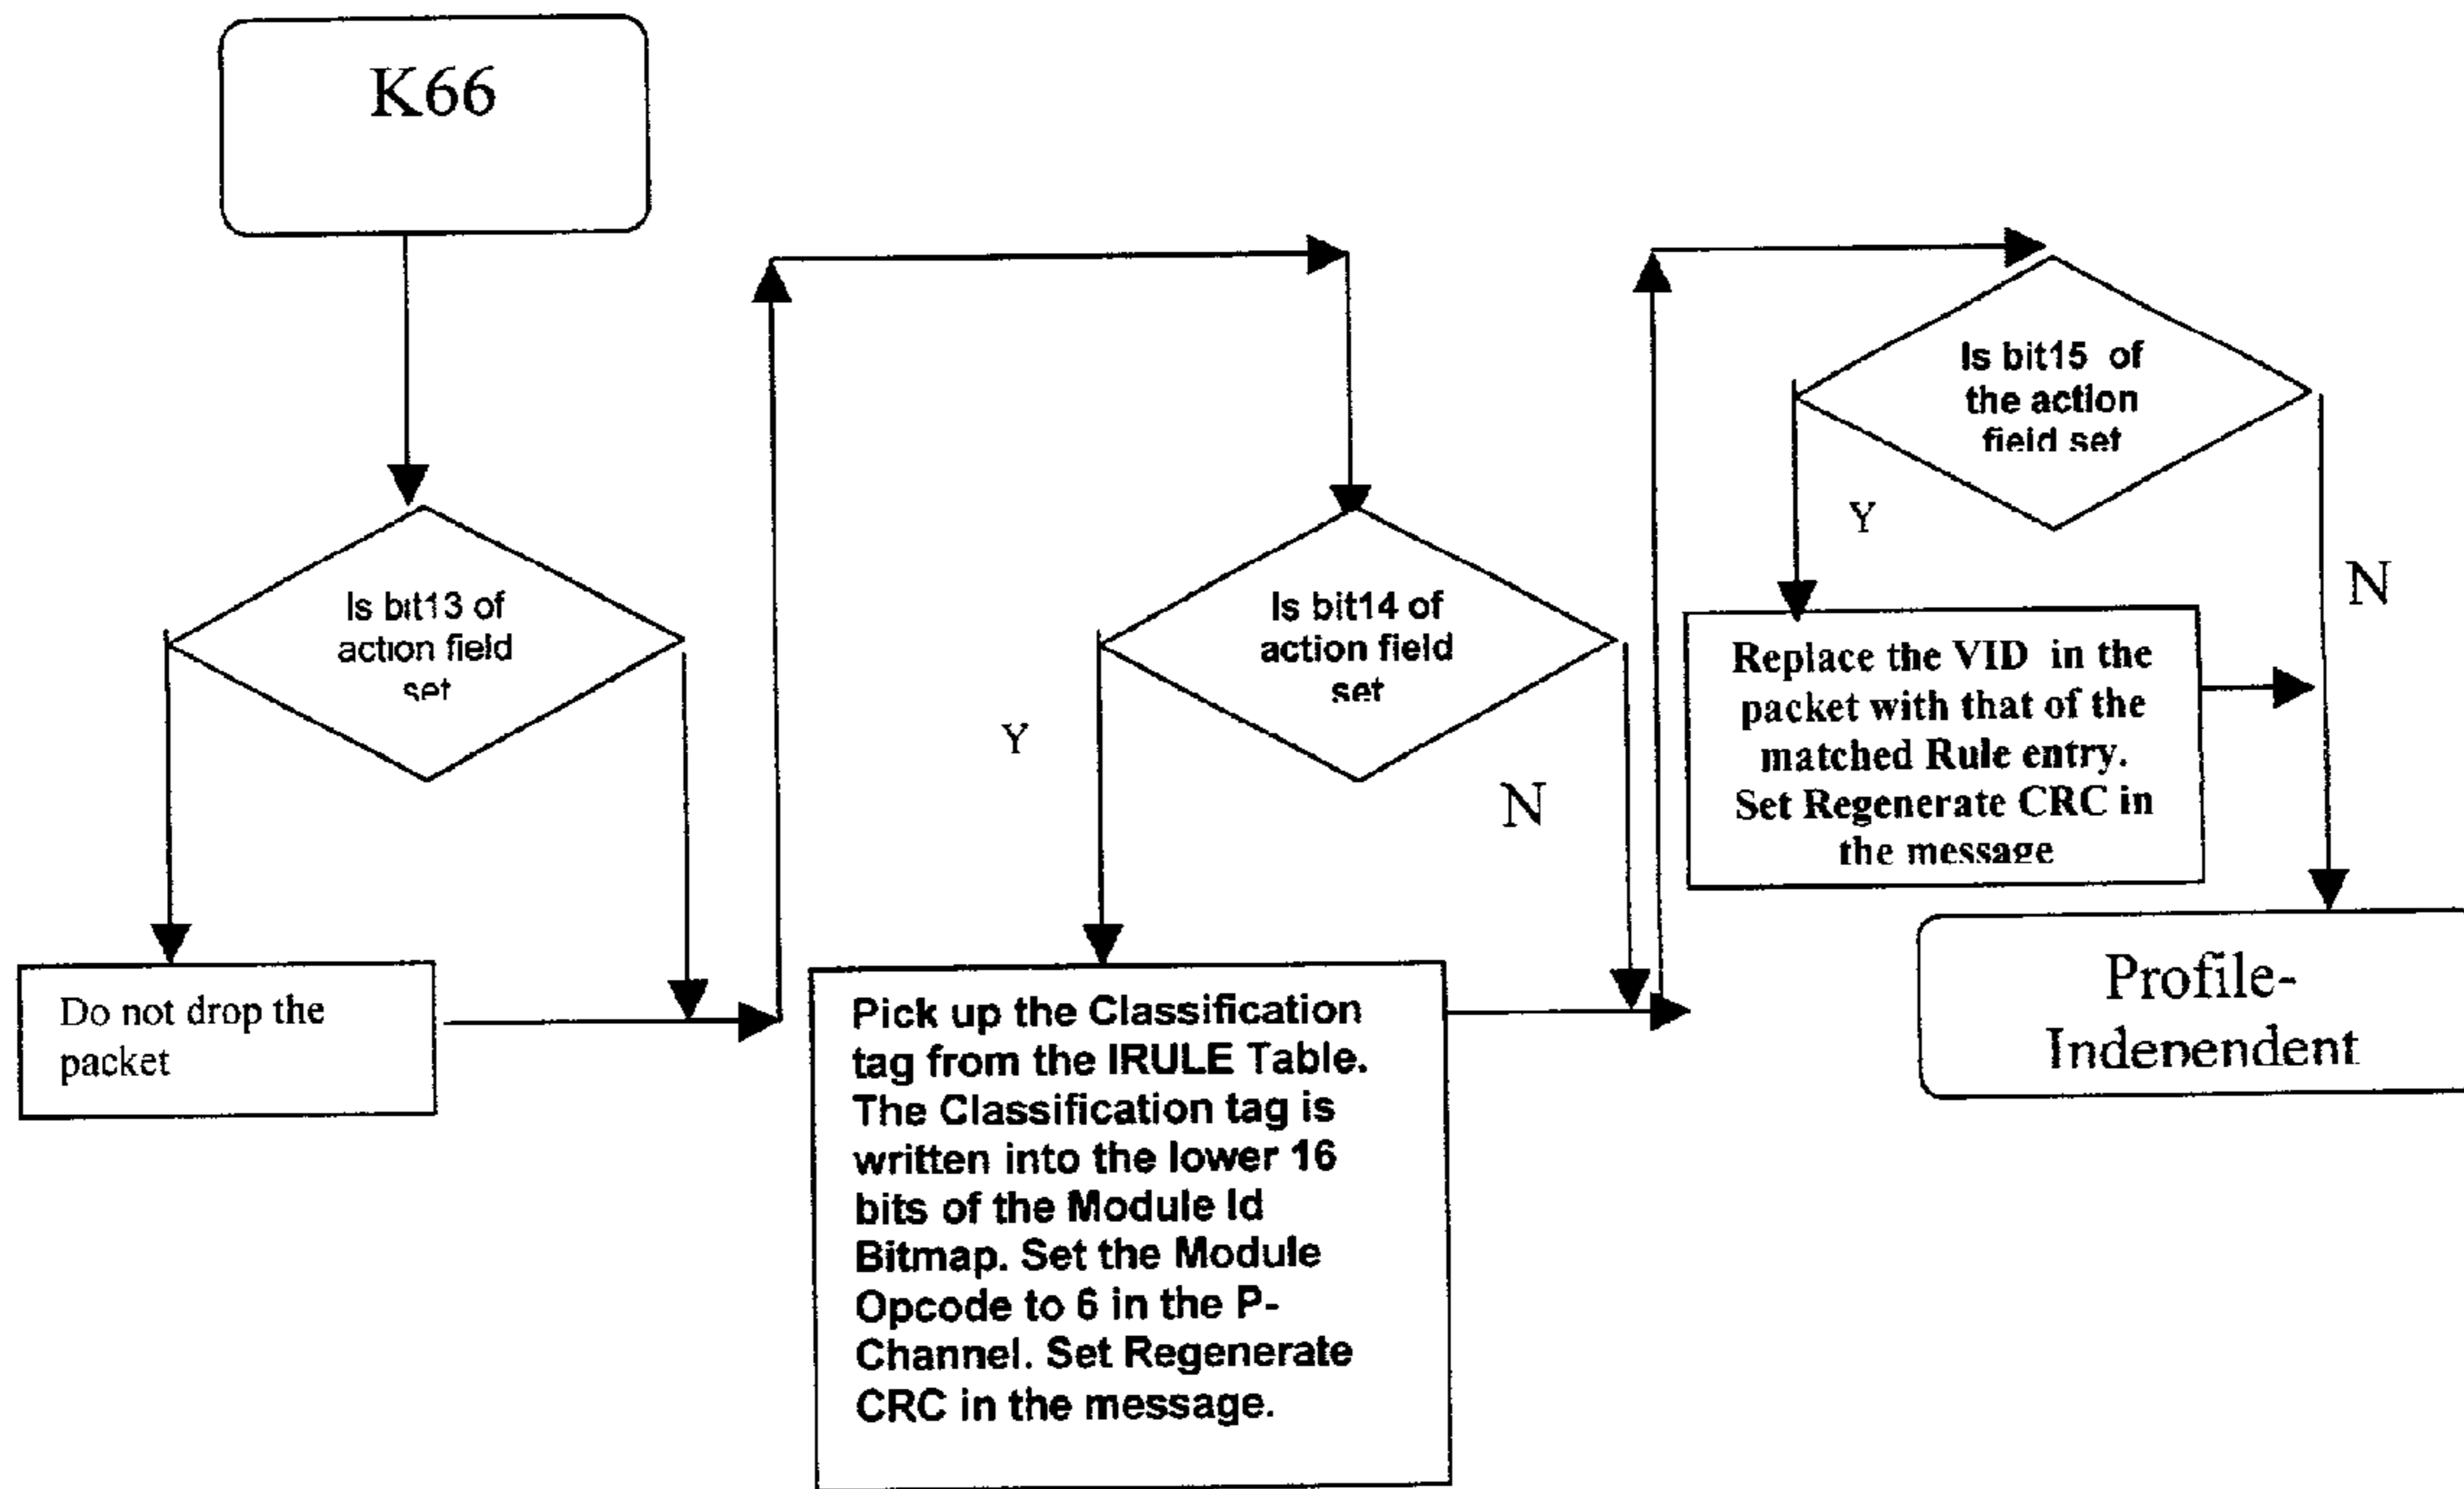 K66
Is bit13 of
action field
set
Do not drop the
packet
Is bit14 of
action field
set
Y
N
Pick up the Classification
tag from the IRULE Table.
The Classification tag is
written into the lower 16
bits of the Module Id
Bitmap. Set the Module
Opcode to 6 in the P-
Channel. Set Regenerate
CRC in the message.
Is bit15 of
the action
field set
Y
N
Replace the VID in the
packet with that of the
matched Rule entry.
Set Regenerate CRC in
the message
Profile-
Independent